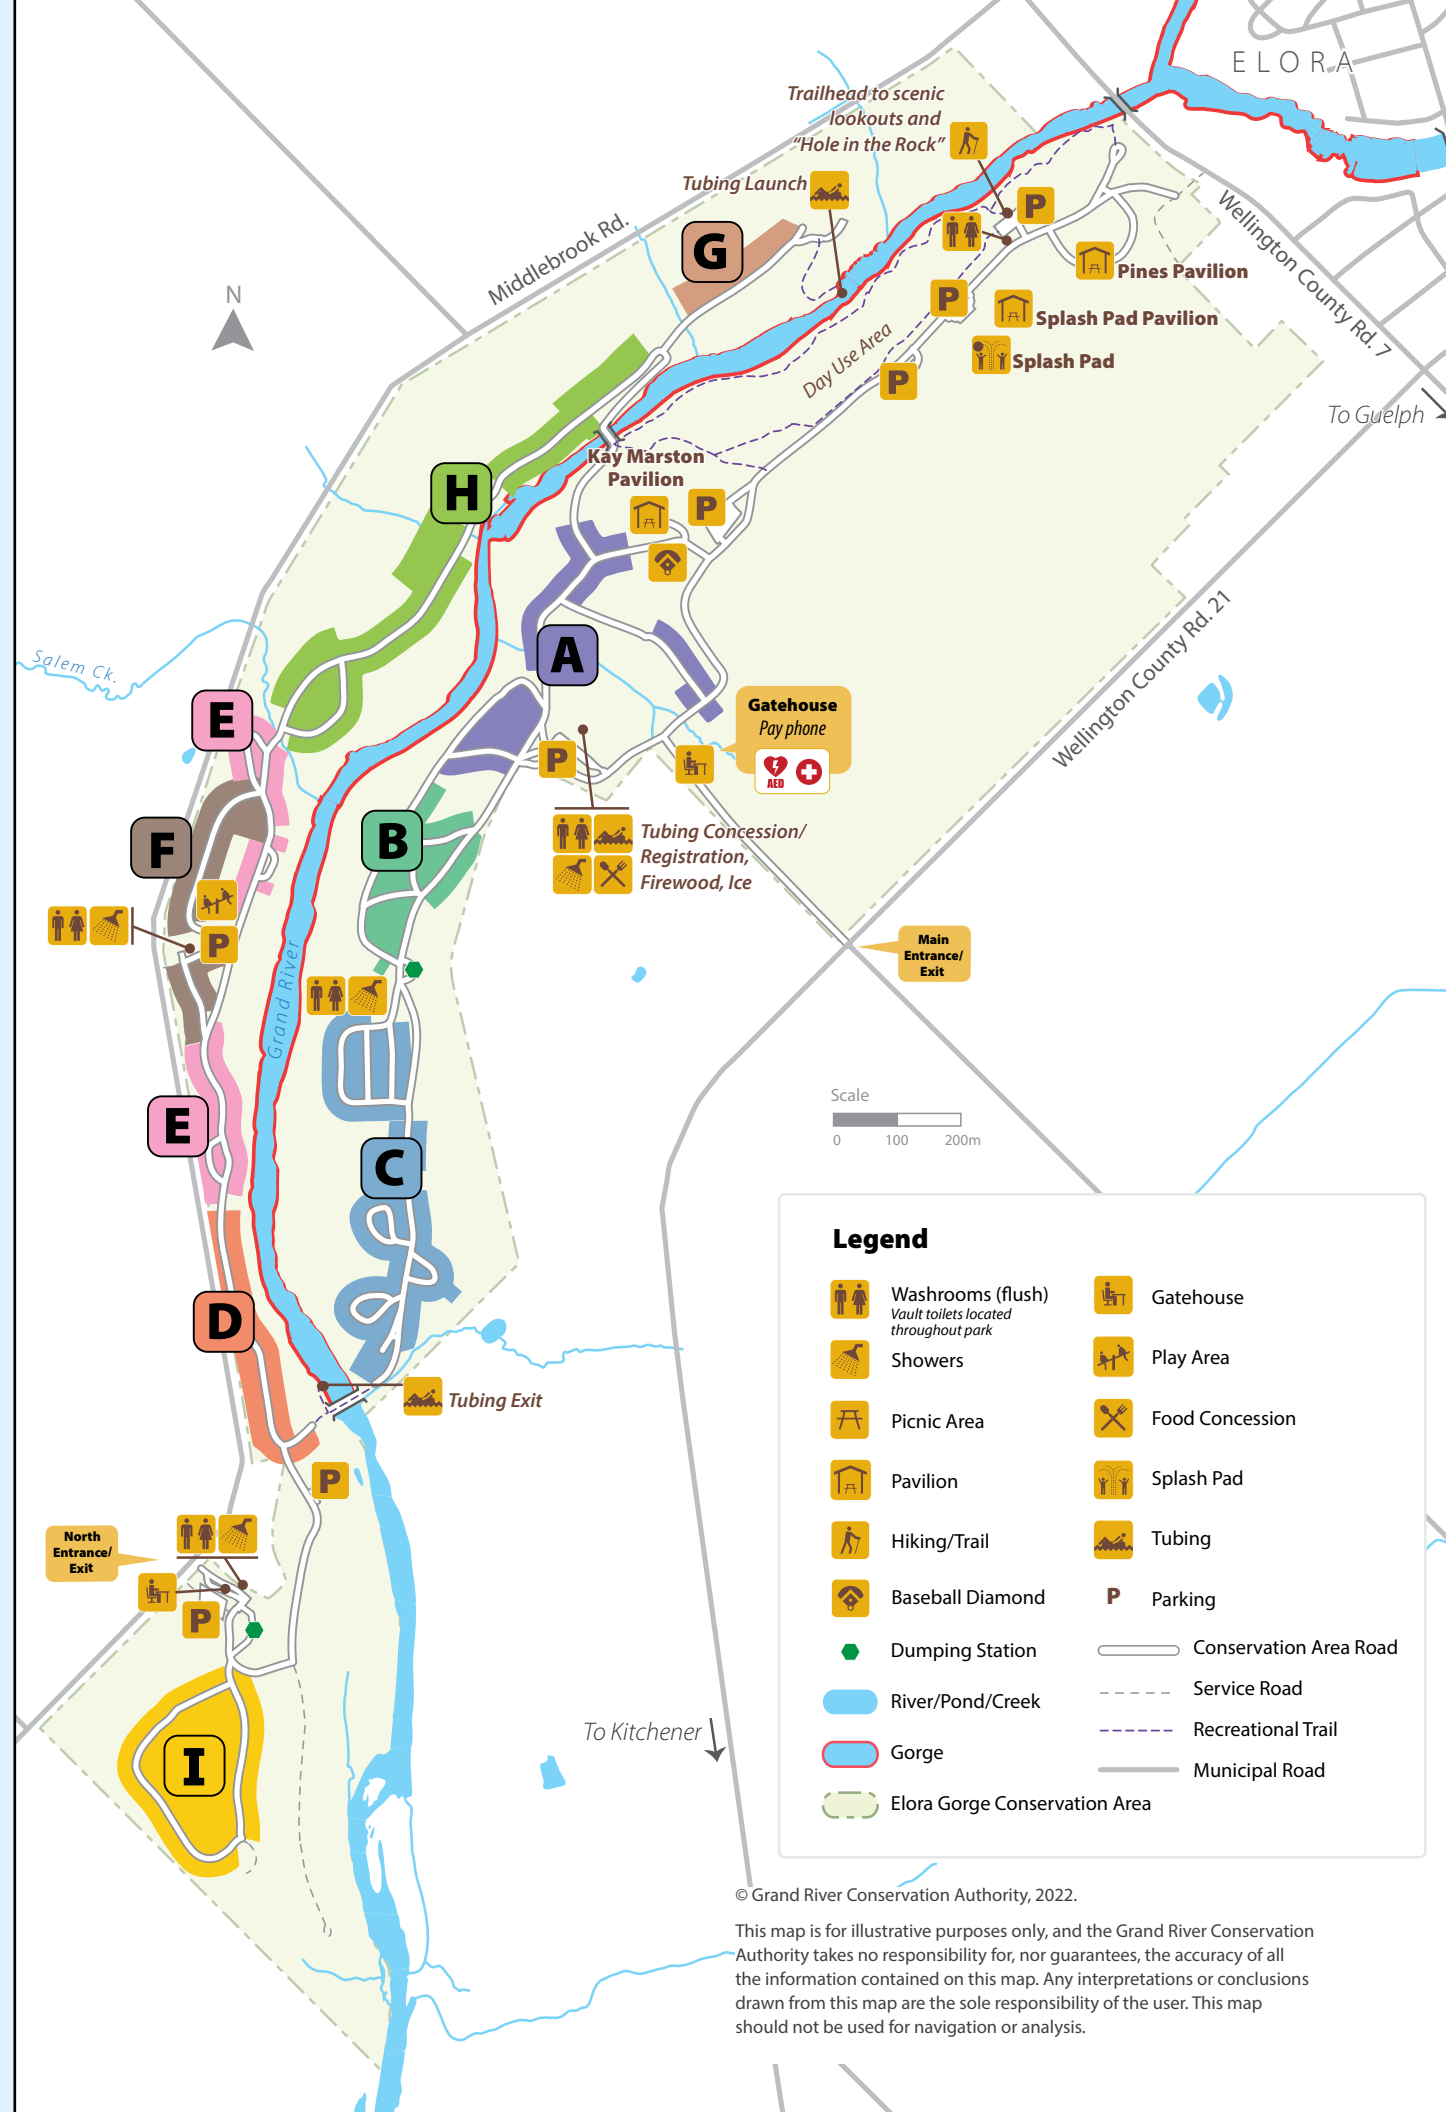 ELORA
Trailhead to scenic
lookouts and
“Hole in the Rock”
Tubing Launch
P
Middlebrook Rd.
G
Wellington County Rd. 7
Pines Pavilion
N
P
Splash Pad Pavilion
Splash Pad
Day Use Area
P
To Guelph
Kay Marston
Pavilion
H
P
Wellington County Rd. 21
A
Salem Ck.
E
Gatehouse
Pay phone
AED
P
B
Tubing Concession/
Registration,
Firewood, Ice
F
P
Main
Entrance/
Exit
Grand River
E
C
Scale
0 100 200m
D
Tubing Exit
P
North
Entrance/
Exit
P
I
To Kitchener
Legend
Washrooms (flush)
Vault toilets located
throughout park
Showers
Picnic Area
Pavilion
Hiking/Trail
Baseball Diamond
Dumping Station
River/Pond/Creek
Gorge
Elora Gorge Conservation Area
Gatehouse
Play Area
Food Concession
Splash Pad
Tubing
P Parking
Conservation Area Road
Service Road
Recreational Trail
Municipal Road
© Grand River Conservation Authority, 2022.
This map is for illustrative purposes only, and the Grand River Conservation
Authority takes no responsibility for, nor guarantees, the accuracy of all
the information contained on this map. Any interpretations or conclusions
drawn from this map are the sole responsibility of the user. This map
should not be used for navigation or analysis.